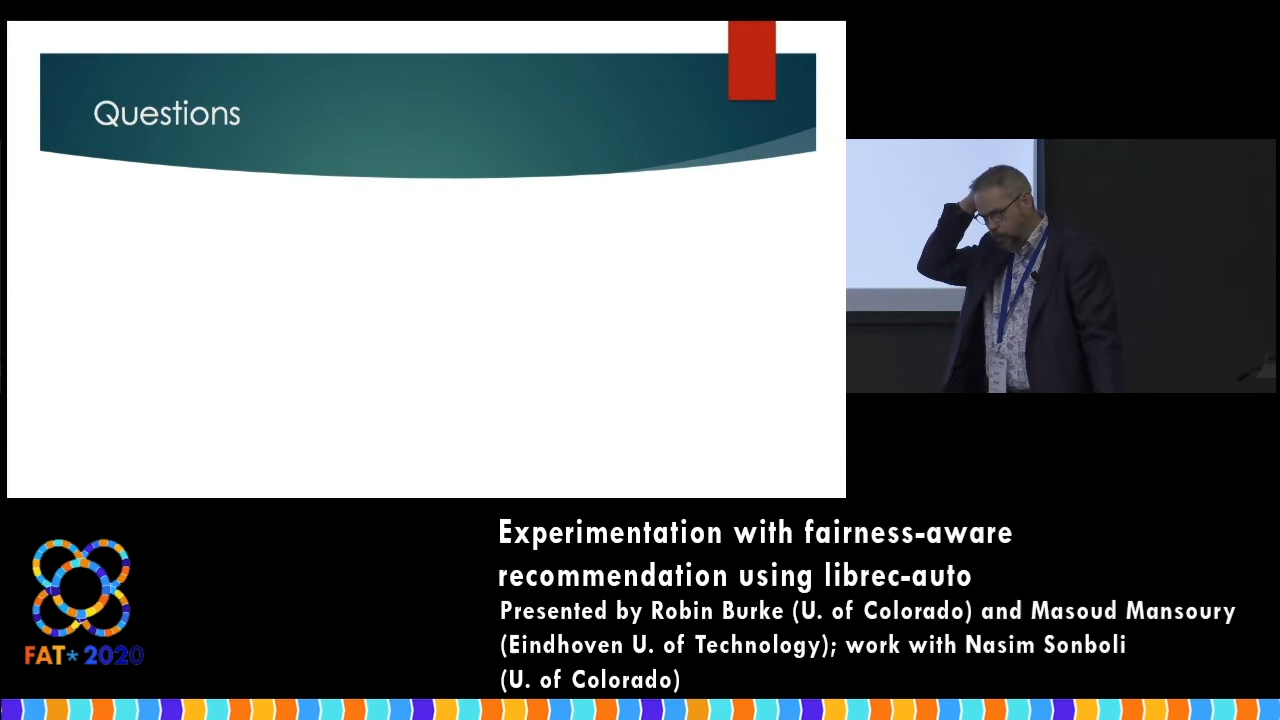 Questions
Experimentation with fairness-aware
recommendation using librec-auto
Presented by Robin Burke (U. of Colorado) and Masoud Mansoury
(Eindhoven U. of Technology); work with Nasim Sonboli
(U. of Colorado)
FAT* 2020